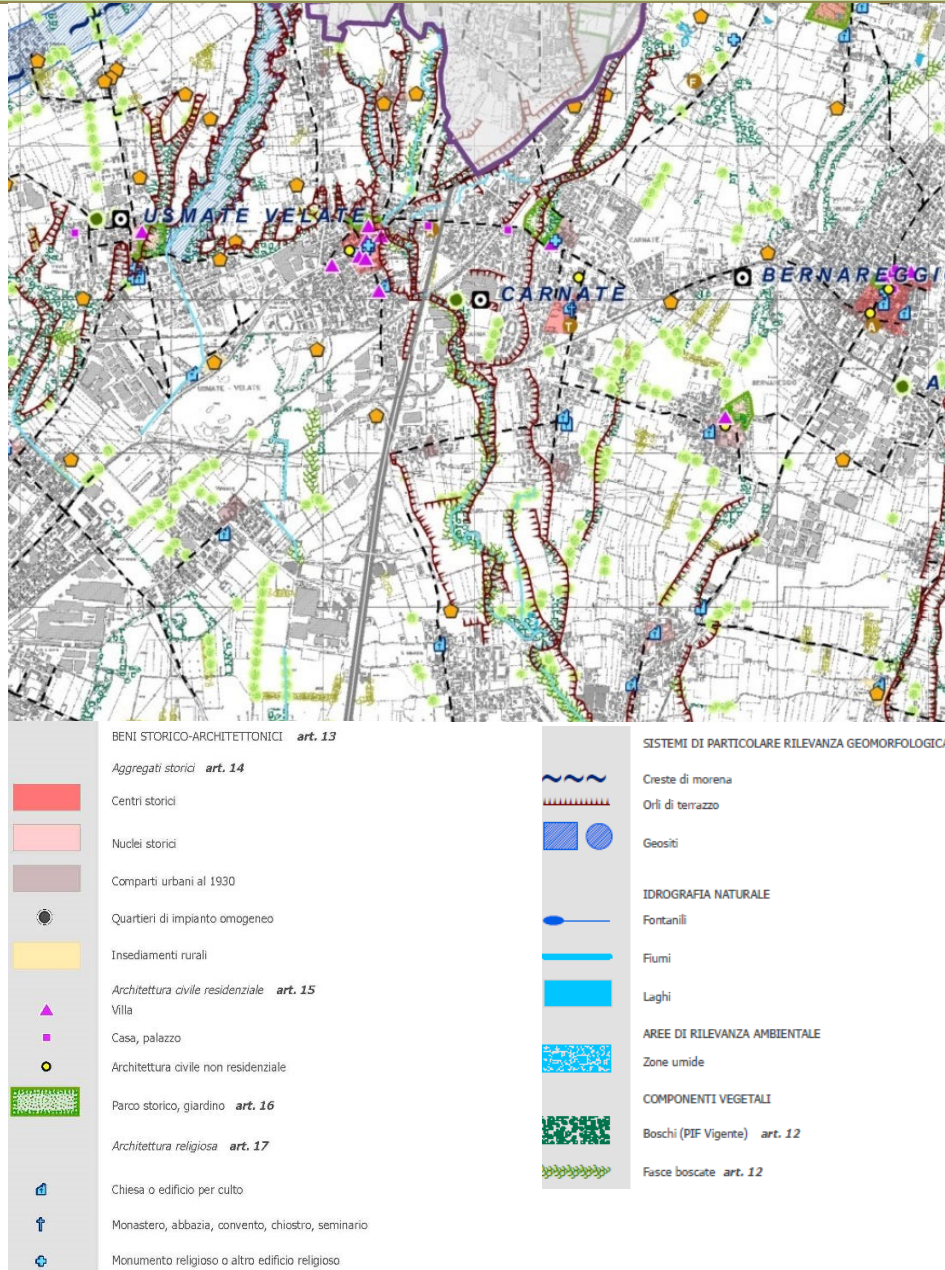 USMATE VELATE
CARNATE
CARNATE
BERNAREGGI
A
F
T
A
USMATE - VELATE
BERNAREGGIO
BENI STORICO-ARCHITETTONICI art. 13
Aggregati storici art. 14
Centri storici
Nuclei storici
Comparti urbani al 1930
Quartieri di impianto omogeneo
Insediamenti rurali
Architettura civile residenziale art. 15
Villa
Casa, palazzo
Architettura civile non residenziale
Parco storico, giardino art. 16
Architettura religiosa art. 17
Chiesa o edificio per culto
Monastero, abbazia, convento, chiostro, seminario
Monumento religioso o altro edificio religioso
SISTEMI DI PARTICOLARE RILEVANZA GEOMORFOLOGICA
Creste di morena
Orli di terrazzo
Geositi
IDROGRAFIA NATURALE
Fontanili
Fiumi
Laghi
AREE DI RILEVANZA AMBIENTALE
Zone umide
COMPONENTI VEGETALI
Boschi (PIF Vigente) art. 12
Fasce boscate art. 12